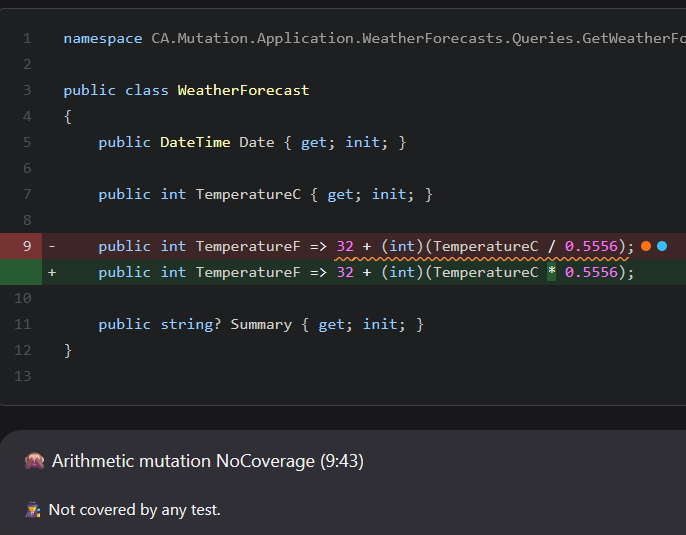 1 namespace CA.Mutation.Application.WeatherForecasts.Queries.GetWeatherFo
2
3 public class WeatherForecast
4 {
5 public DateTime Date { get; init; }
6
7 public int TemperatureC { get; init; }
8
9 - public int TemperatureF => 32 + (int)(TemperatureC / 0.5556);
+ public int TemperatureF => 32 + (int)(TemperatureC * 0.5556);
10
11 public string? Summary { get; init; }
12 }
13
Arithmetic mutation NoCoverage (9:43)
Not covered by any test.